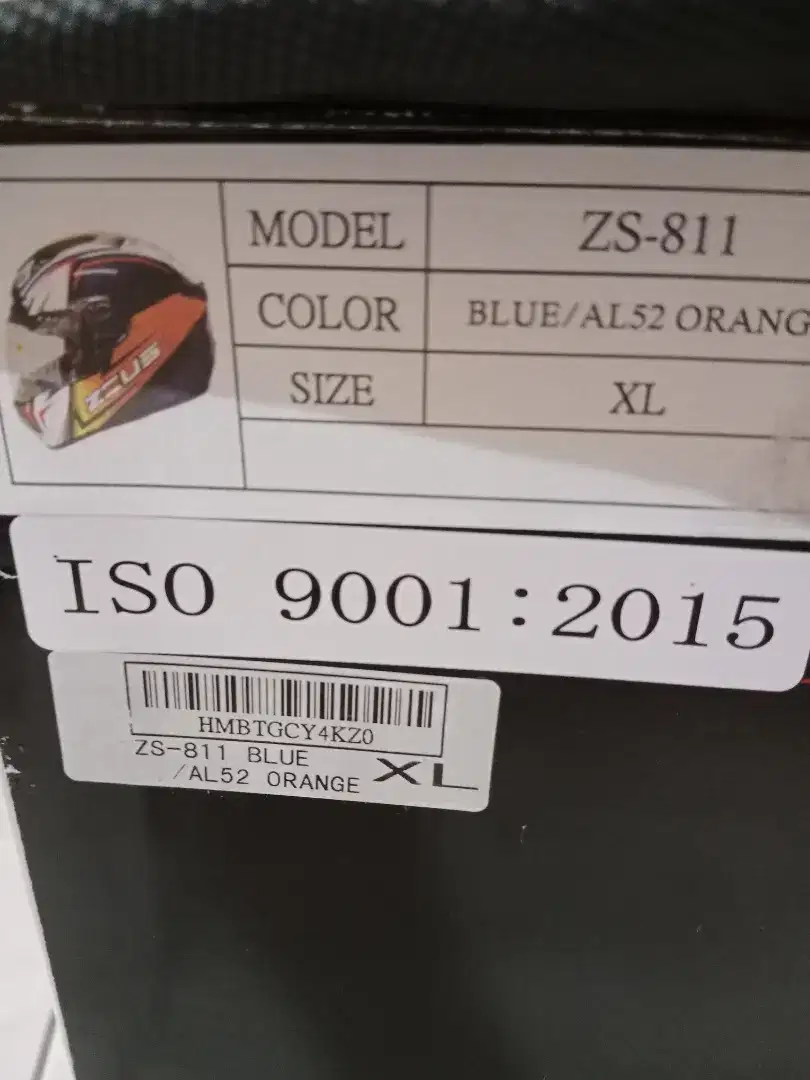 MODEL ZS-811
COLOR BLUE/AL52 ORANG
SIZE XL
ZEUS
ISO 9001:2015
HMBTGCY4KZ0
ZS-811 BLUE
/AL52 ORANGE XL